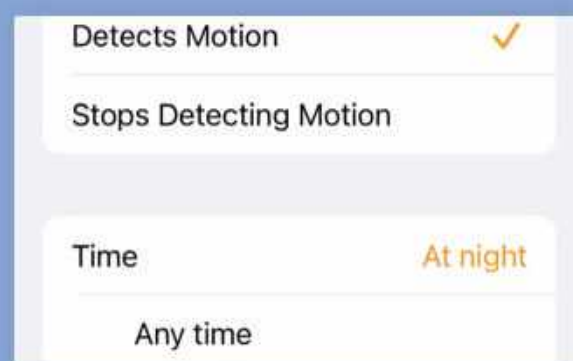 Detects Motion
Stops Detecting Motion
Time At night
Any time